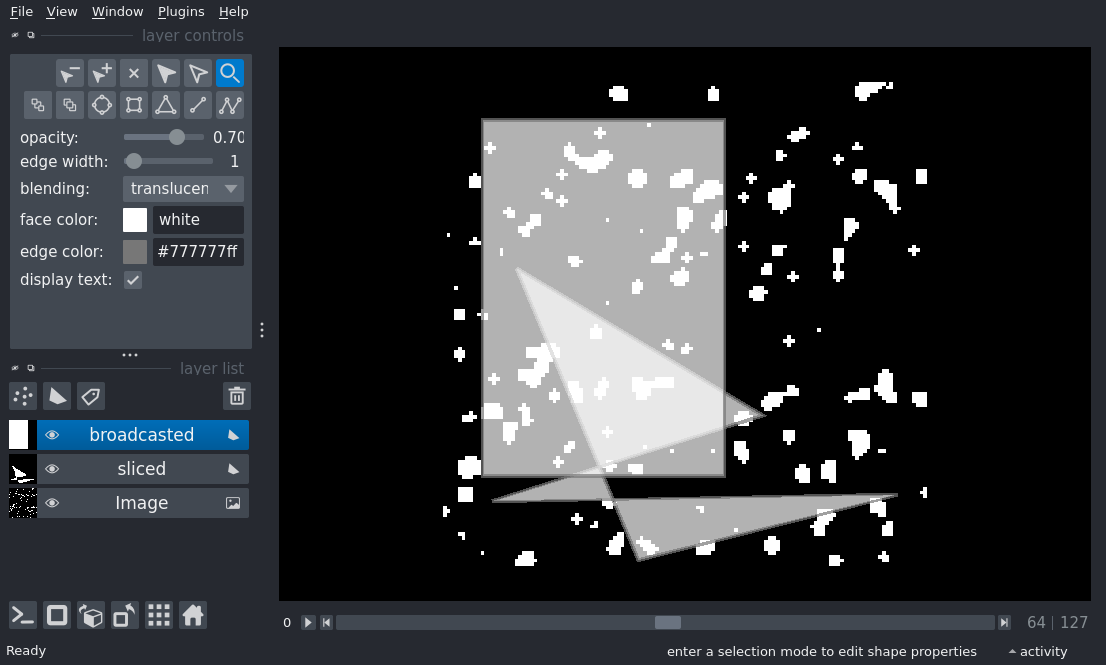 File View Window Plugins Help
layer controls
opacity: 0.70
edge width: 1
blending: translucen
face color: white
edge color: #777777ff
display text:
layer list
broadcasted
sliced
Image
0 64 | 127
Ready enter a selection mode to edit shape properties activity